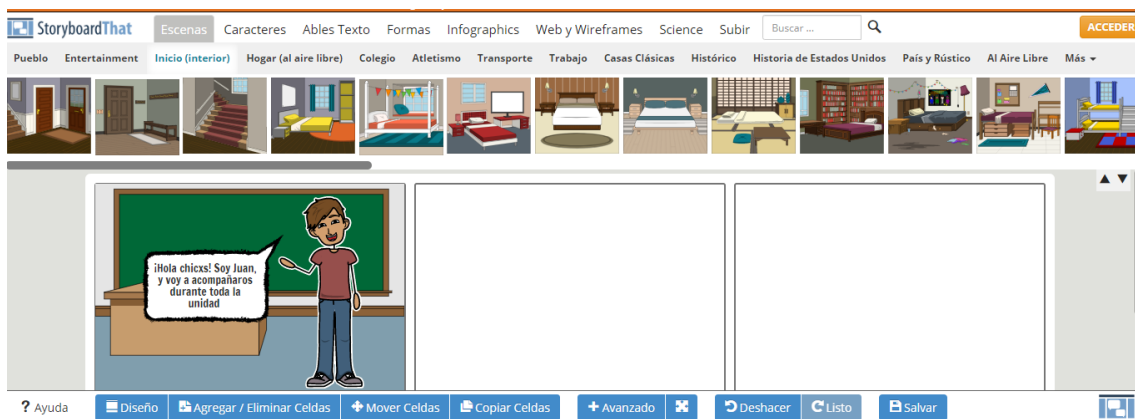 StoryboardThat Escenas Caracteres Ables Texto Formas Infographics Web y Wireframes Science Subir Buscar ... ACCEDER
Pueblo Entertainment Inicio (interior) Hogar (al aire libre) Colegio Atletismo Transporte Trabajo Casas Clásicas Histórico Historia de Estados Unidos País y Rústico Al Aire Libre Más
¡Hola chicxs! Soy Juan,
y voy a acompañaros
durante toda la
unidad
? Ayuda Diseño Agregar / Eliminar Celdas Mover Celdas Copiar Celdas + Avanzado Deshacer Listo Salvar